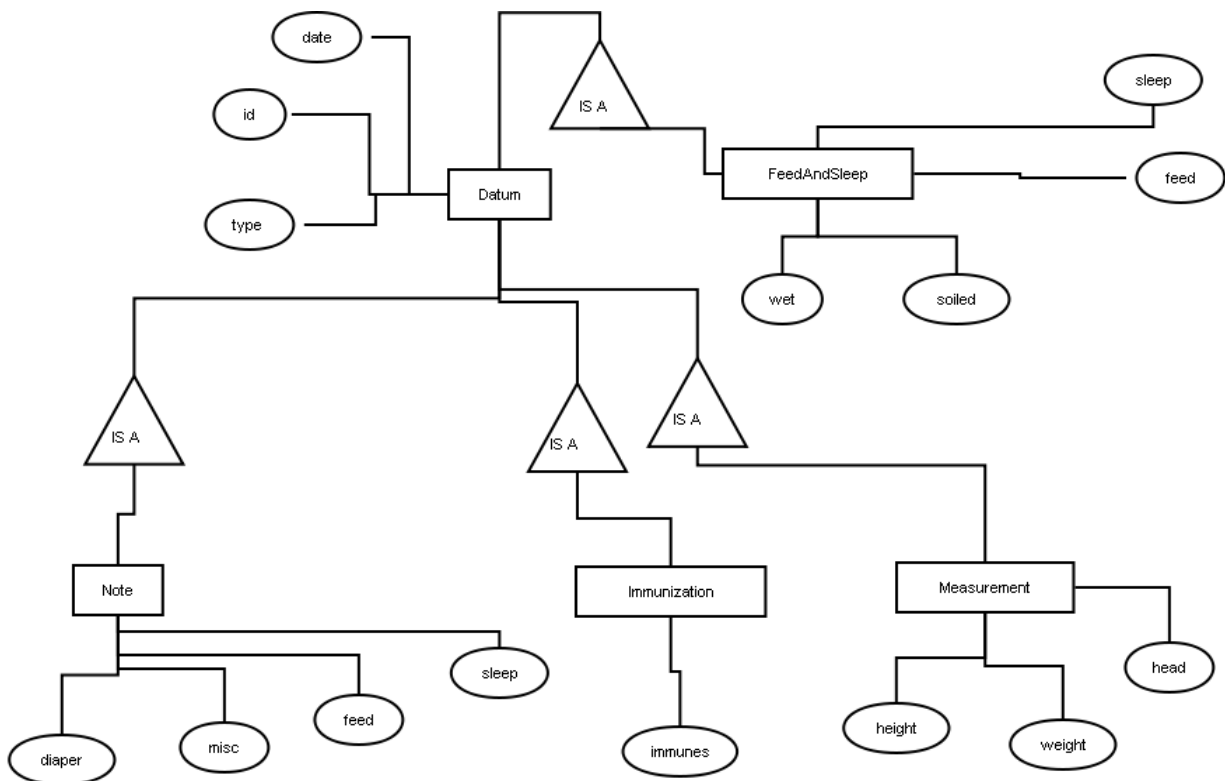 date
sleep
IS A
id
feed
FeedAndSleep
Datum
type
wet
soiled
IS A
IS A
IS A
Note
Immunization
Measurement
sleep
head
feed
height
misc
weight
diaper
immunes